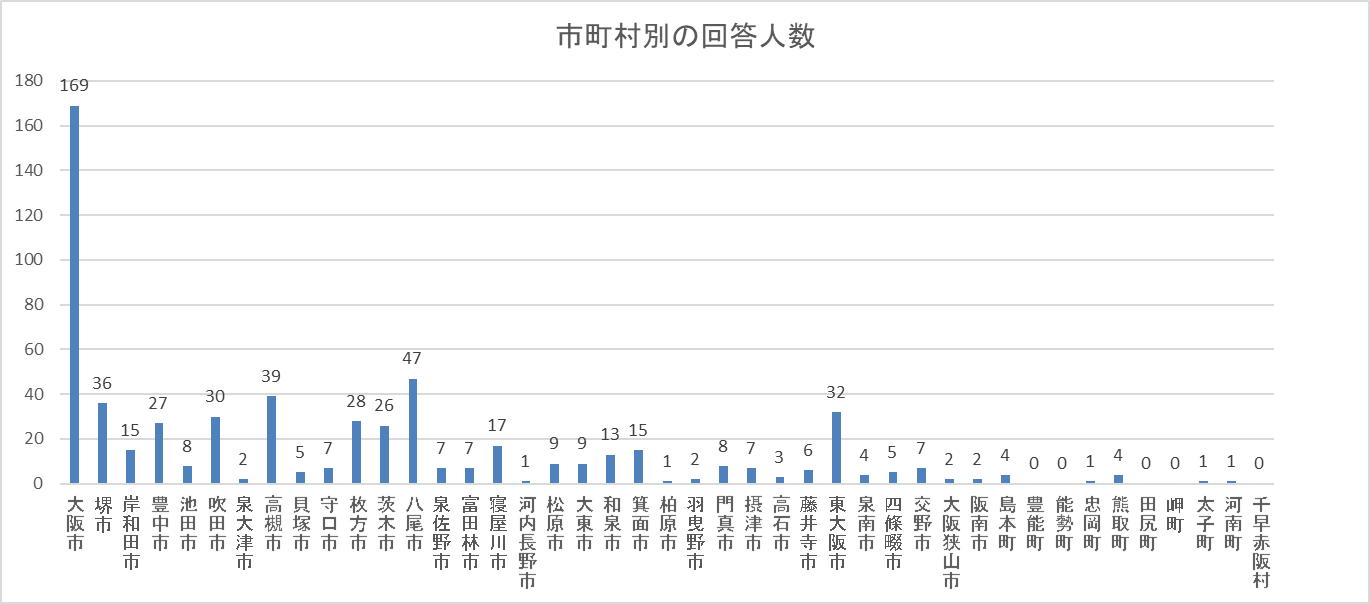 市町村別の回答人数
180
160
140
120
100
80
60
40
20
0
169
36
15
27
8
30
2
39
5
7
28
26
47
7
7
17
1
9
9
13
15
1
2
8
7
3
6
32
4
5
7
2
2
4
0
0
1
4
0
0
1
1
0
大阪市
堺市
岸和田市
豊中市
池田市
吹田市
泉大津市
高槻市
貝塚市
守口市
枚方市
茨木市
八尾市
泉佐野市
富田林市
寝屋川市
河内長野市
松原市
大東市
和泉市
箕面市
柏原市
羽曳野市
門真市
摂津市
高石市
藤井寺市
東大阪市
泉南市
四條畷市
交野市
大阪狭山市
阪南市
島本町
豊能町
能勢町
忠岡町
熊取町
田尻町
岬町
太子町
河南町
千早赤阪村